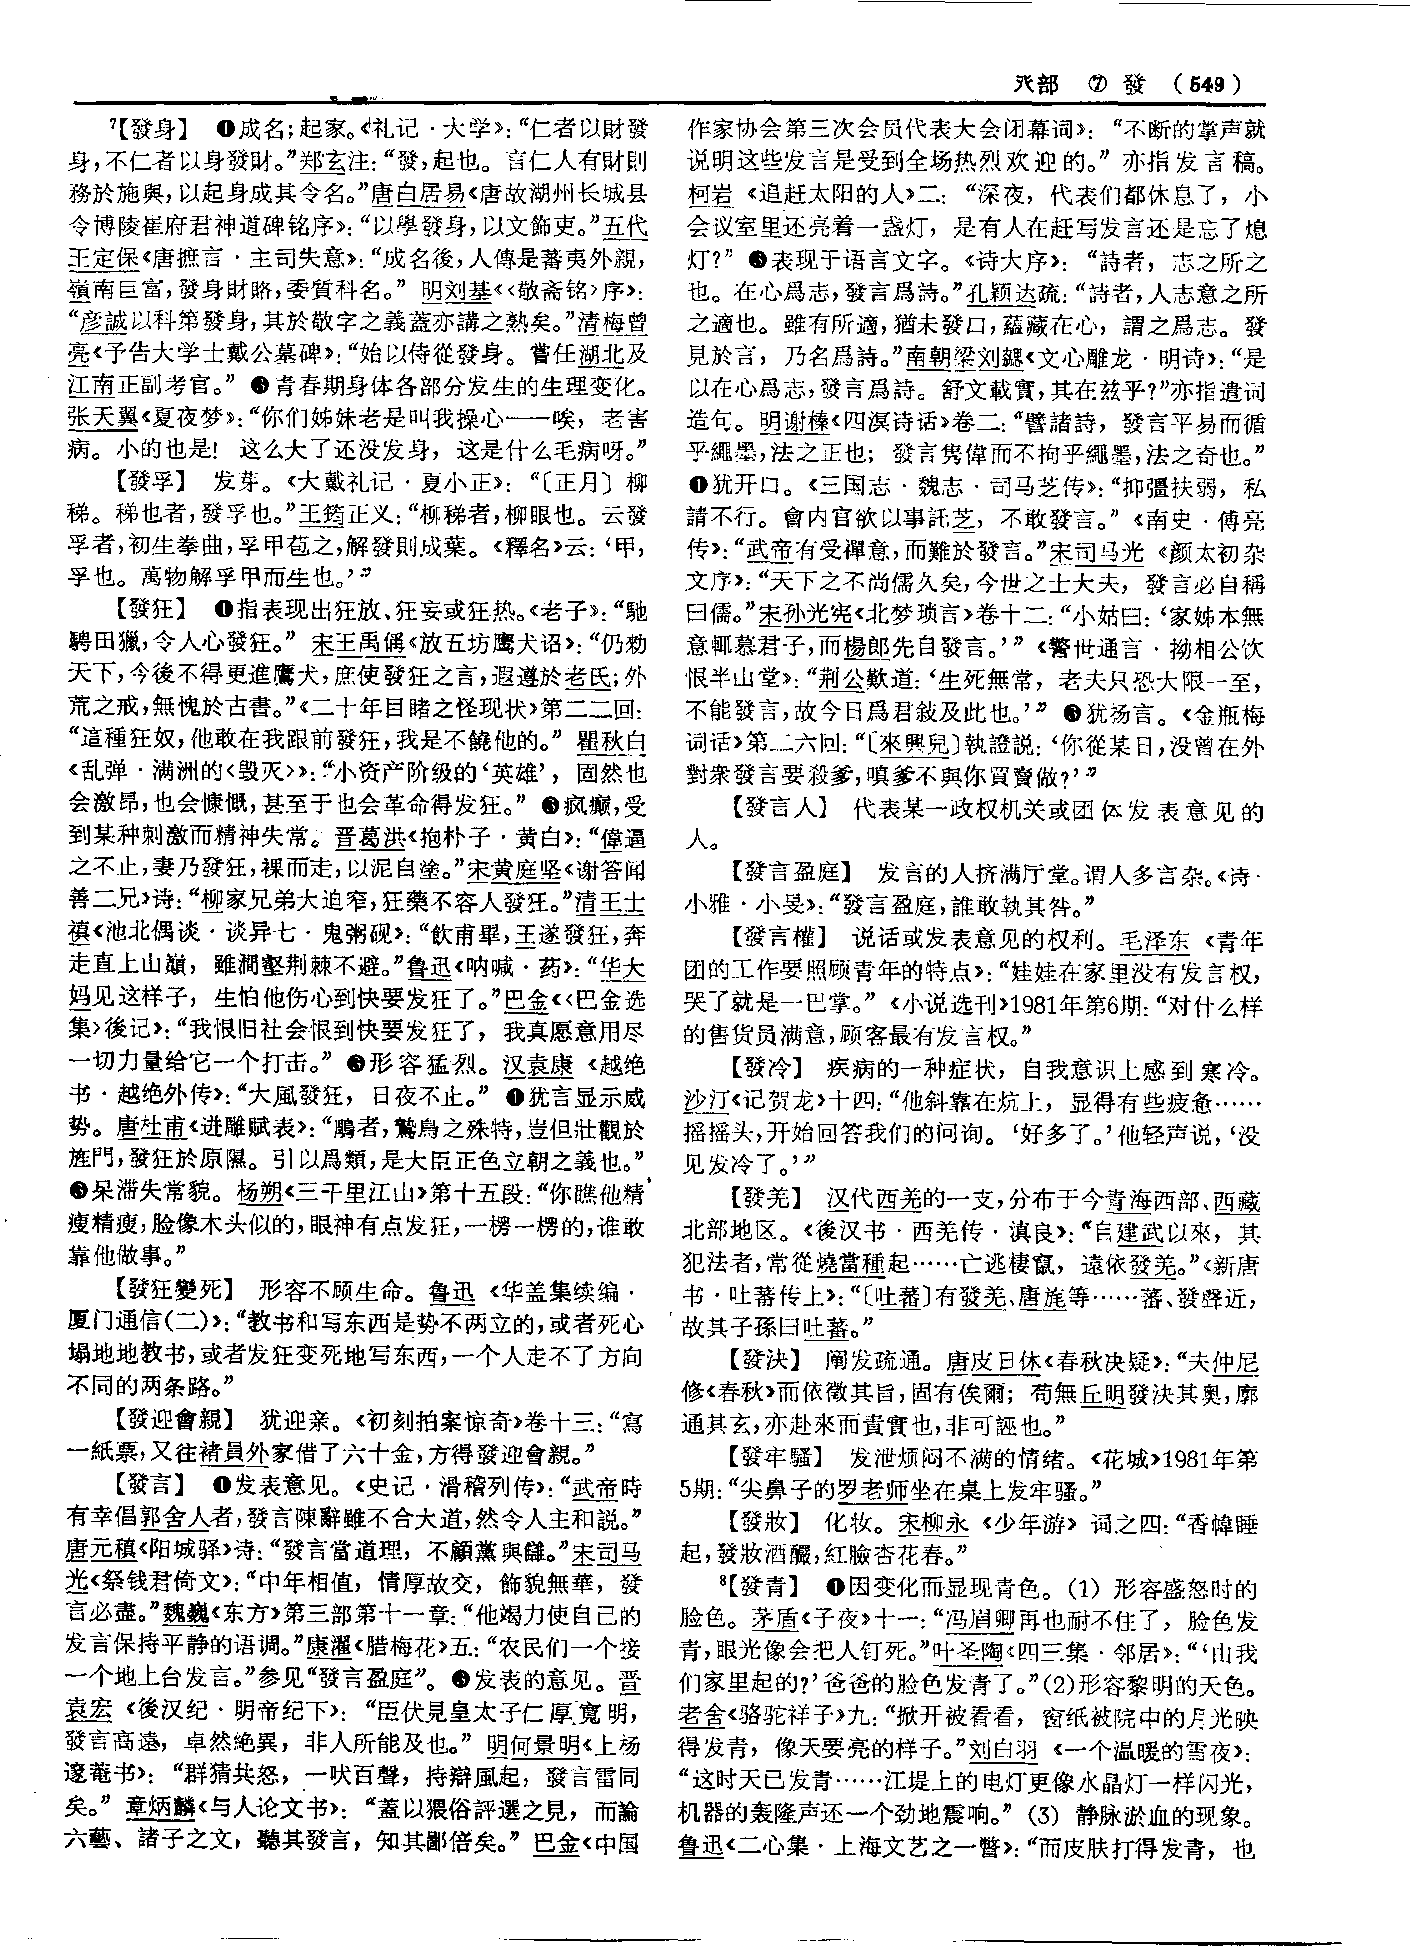 癶部 ⑦ 發 （549）
⁷【發身】 ❶成名；起家。《礼记·大学》：“仁者以財發
身，不仁者以身發財。”郑玄注：“發，起也。言仁人有財則
務於施與，以起身成其令名。”唐白居易《唐故湖州长城县
令博陵崔府君神道碑铭序》：“以學發身，以文飾吏。”五代
王定保《唐摭言·主司失意》：“成名後，人傳是蕃夷外親，
嶺南巨富，發身財賂，委質科名。” 明刘基《〈敬斋铭〉序》：
“彦誠以科第發身，其於敬字之義蓋亦講之熟矣。”清梅曾
亮《予告大学士戴公墓碑》：“始以侍從發身。嘗任湖北及
江南正副考官。” ❷青春期身体各部分发生的生理变化。
张天翼《夏夜梦》：“你们姊妹老是叫我操心——唉，老害
病。小的也是！这么大了还没发身，这是什么毛病呀。”
【發孚】 发芽。《大戴礼记·夏小正》：“〔正月〕柳
稊。稊也者，發孚也。”王筠正义：“柳稊者，柳眼也。云發
孚者，初生拳曲，孚甲苞之，解發則成葉。《釋名》云：‘甲，
孚也。萬物解孚甲而生也。’”
【發狂】 ❶指表现出狂放、狂妄或狂热。《老子》：“馳
騁田獵，令人心發狂。” 宋王禹偁《放五坊鹰犬诏》：“仍勑
天下，今後不得更進鷹犬，庶使發狂之言，遐遵於老氏；外
荒之戒，無愧於古書。”《二十年目睹之怪现状》第二二回：
“這種狂奴，他敢在我跟前發狂，我是不饒他的。” 瞿秋白
《乱弹·满洲的〈毁灭〉》：“小资产阶级的‘英雄’，固然也
会激昂，也会慷慨，甚至于也会革命得发狂。” ❷疯癫，受
到某种刺激而精神失常。晋葛洪《抱朴子·黄白》：“偉逼
之不止，妻乃發狂，裸而走，以泥自塗。”宋黄庭坚《谢答闻
善二兄》诗：“柳家兄弟大迫窄，狂藥不容人發狂。”清王士
禛《池北偶谈·谈异七·鬼粥砚》：“飲甫畢，王遂發狂，奔
走直上山巔，雖澗壑荆棘不避。”鲁迅《呐喊·药》：“华大
妈见这样子，生怕他伤心到快要发狂了。”巴金《〈巴金选
集〉後记》：“我恨旧社会恨到快要发狂了，我真愿意用尽
一切力量给它一个打击。” ❸形容猛烈。汉袁康《越绝
书·越绝外传》：“大風發狂，日夜不止。” ❹犹言显示威
势。唐杜甫《进雕赋表》：“鵰者，鷙鳥之殊特，豈但壯觀於
旌門，發狂於原隰。引以爲類，是大臣正色立朝之義也。”
❺呆滞失常貌。杨朔《三千里江山》第十五段：“你瞧他精
瘦精瘦，脸像木头似的，眼神有点发狂，一楞一楞的，谁敢
靠他做事。”
【發狂變死】 形容不顾生命。鲁迅《华盖集续编·
厦门通信（二）》：“教书和写东西是势不两立的，或者死心
塌地地教书，或者发狂变死地写东西，一个人走不了方向
不同的两条路。”
【發迎會親】 犹迎亲。《初刻拍案惊奇》卷十三：“寫
一紙票，又往褚員外家借了六十金，方得發迎會親。”
【發言】 ❶发表意见。《史记·滑稽列传》：“武帝時
有幸倡郭舍人者，發言陳辭雖不合大道，然令人主和説。”
唐元稹《阳城驿》诗：“發言當道理，不顧黨與讎。”宋司马
光《祭钱君倚文》：“中年相值，情厚故交，飾貌無華，發
言必盡。”魏巍《东方》第三部第十一章：“他竭力使自己的
发言保持平静的语调。”康濯《腊梅花》五：“农民们一个接
一个地上台发言。”参见“發言盈庭”。❷发表的意见。晋
袁宏《後汉纪·明帝纪下》：“臣伏見皇太子仁厚寬明，
發言高遠，卓然絶異，非人所能及也。” 明何景明《上杨
邃菴书》：“群猜共怒，一吠百聲，持辯風起，發言雷同
矣。” 章炳麟《与人论文书》：“蓋以猥俗評選之見，而論
六藝、諸子之文，聽其發言，知其鄙倍矣。” 巴金《中国
作家协会第三次会员代表大会闭幕词》：“不断的掌声就
说明这些发言是受到全场热烈欢迎的。” 亦指发言稿。
柯岩《追赶太阳的人》二：“深夜，代表们都休息了，小
会议室里还亮着一盏灯，是有人在赶写发言还是忘了熄
灯？” ❸表现于语言文字。《诗大序》：“詩者，志之所之
也。在心爲志，發言爲詩。”孔颖达疏：“詩者，人志意之所
之適也。雖有所適，猶未發口，蘊藏在心，謂之爲志。發
見於言，乃名爲詩。”南朝梁刘勰《文心雕龙·明诗》：“是
以在心爲志，發言爲詩。舒文載實，其在兹乎？”亦指遣词
造句。明谢榛《四溟诗话》卷二：“譬諸詩，發言平易而循
乎繩墨，法之正也；發言雋偉而不拘乎繩墨，法之奇也。”
❹犹开口。《三国志·魏志·司马芝传》：“抑彊扶弱，私
請不行。會内官欲以事託芝，不敢發言。”《南史·傅亮
传》：“武帝有受禪意，而難於發言。”宋司马光《颜太初杂
文序》：“天下之不尚儒久矣，今世之士大夫，發言必自稱
曰儒。”宋孙光宪《北梦琐言》卷十二：“小姑曰：‘家姊本無
意輒慕君子，而楊郎先自發言。’”《警世通言·拗相公饮
恨半山堂》：“荆公歎道：‘生死無常，老夫只恐大限一至，
不能發言，故今日爲君叙及此也。’” ❺犹扬言。《金瓶梅
词话》第二六回：“〔來興兒〕執證説：‘你從某日，没曾在外
對衆發言要殺爹，嗔爹不與你買賣做？’”
【發言人】 代表某一政权机关或团体发表意见的
人。
【發言盈庭】 发言的人挤满厅堂。谓人多言杂。《诗·
小雅·小旻》：“發言盈庭，誰敢執其咎。”
【發言權】 说话或发表意见的权利。毛泽东《青年
团的工作要照顾青年的特点》：“娃娃在家里没有发言权，
哭了就是一巴掌。”《小说选刊》1981年第6期：“对什么样
的售货员满意，顾客最有发言权。”
【發冷】 疾病的一种症状，自我意识上感到寒冷。
沙汀《记贺龙》十四：“他斜靠在炕上，显得有些疲惫……
摇摇头，开始回答我们的问询。‘好多了。’他轻声说，‘没
见发冷了。’”
【發羌】 汉代西羌的一支，分布于今青海西部、西藏
北部地区。《後汉书·西羌传·滇良》：“自建武以來，其
犯法者，常從燒當種起……亡逃棲竄，遠依發羌。”《新唐
书·吐蕃传上》：“〔吐蕃〕有發羌、唐旄等……蕃、發聲近，
故其子孫曰吐蕃。”
【發決】 阐发疏通。唐皮日休《春秋决疑》：“夫仲尼
修《春秋》而依徵其旨，固有俟爾；苟無丘明發決其奥，廓
通其玄，亦赴來而責實也，非可誣也。”
【發牢騷】 发泄烦闷不满的情绪。《花城》1981年第
5期：“尖鼻子的罗老师坐在桌上发牢骚。”
【發妝】 化妆。宋柳永《少年游》词之四：“香幃睡
起，發妝酒釅，紅臉杏花春。”
⁸【發青】 ❶因变化而显现青色。（1）形容盛怒时的
脸色。茅盾《子夜》十一：“冯眉卿再也耐不住了，脸色发
青，眼光像会把人钉死。”叶圣陶《四三集·邻居》：“‘由我
们家里起的？’爸爸的脸色发青了。”（2）形容黎明的天色。
老舍《骆驼祥子》九：“掀开被看看，窗纸被院中的月光映
得发青，像天要亮的样子。”刘白羽《一个温暖的雪夜》：
“这时天已发青……江堤上的电灯更像水晶灯一样闪光，
机器的轰隆声还一个劲地震响。”（3）静脉淤血的现象。
鲁迅《二心集·上海文艺之一瞥》：“而皮肤打得发青，也